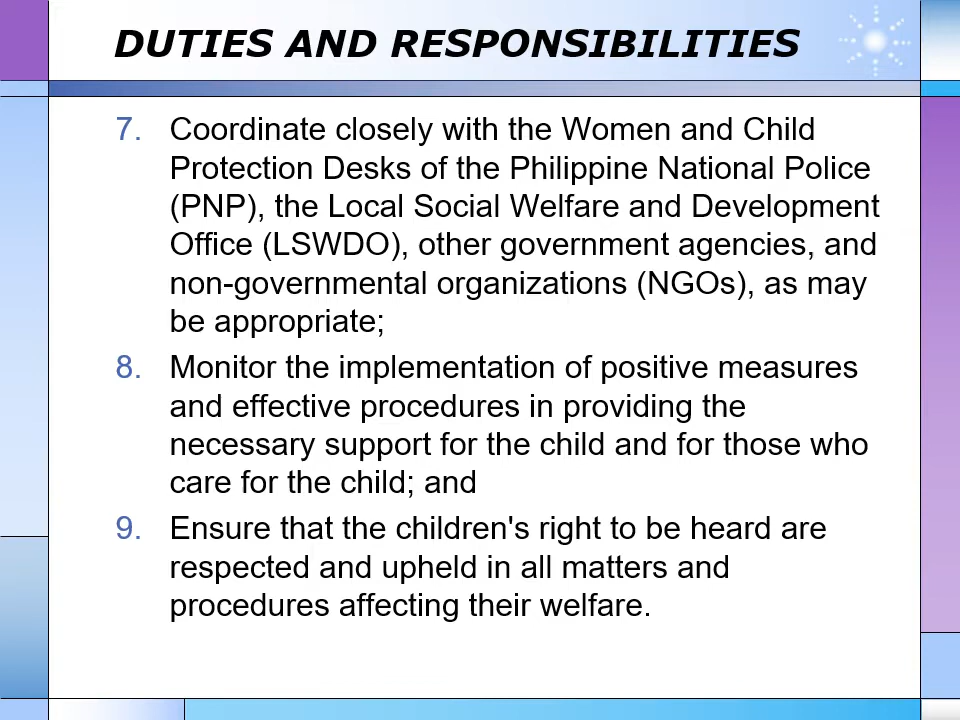 DUTIES AND RESPONSIBILITIES
7. Coordinate closely with the Women and Child
Protection Desks of the Philippine National Police
(PNP), the Local Social Welfare and Development
Office (LSWDO), other government agencies, and
non-governmental organizations (NGOs), as may
be appropriate;
8. Monitor the implementation of positive measures
and effective procedures in providing the
necessary support for the child and for those who
care for the child; and
9. Ensure that the children's right to be heard are
respected and upheld in all matters and
procedures affecting their welfare.